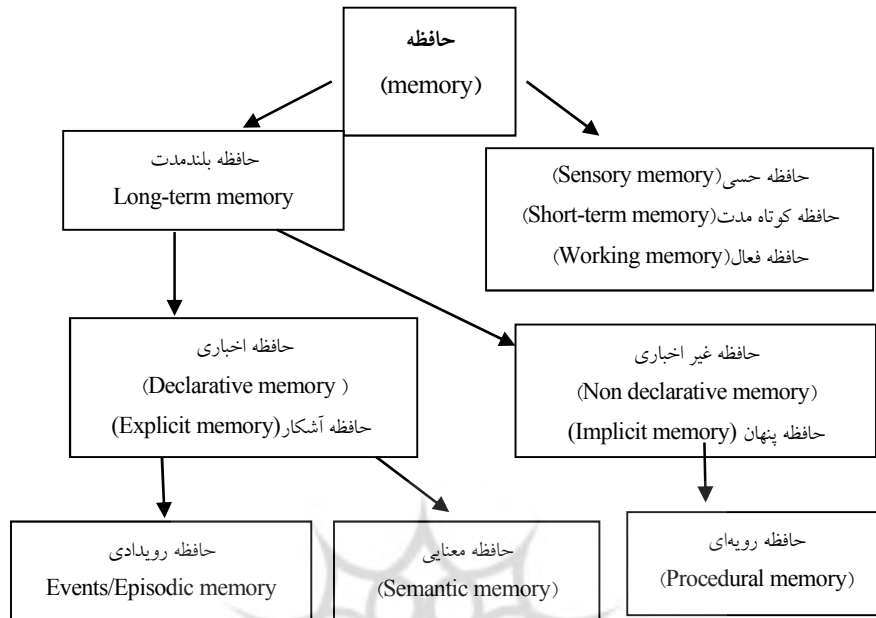 حافظه
(memory)
حافظه بلندمدت
Long-term memory
حافظه حسی(Sensory memory)
حافظه کوتاه مدت(Short-term memory)
حافظه فعال(Working memory)
حافظه اخباری
(Declarative memory )
حافظه آشکار(Explicit memory)
حافظه غیر اخباری
(Non declarative memory)
حافظه پنهان (Implicit memory)
حافظه رویدادی
Events/Episodic memory
حافظه معنایی
(Semantic memory)
حافظه رویه‌ای
(Procedural memory)